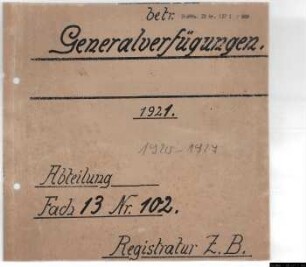 betr.
Generalverfügungen.
1921.
Abteilung
Fach 13 Nr. 102.
Registratur Z. B.